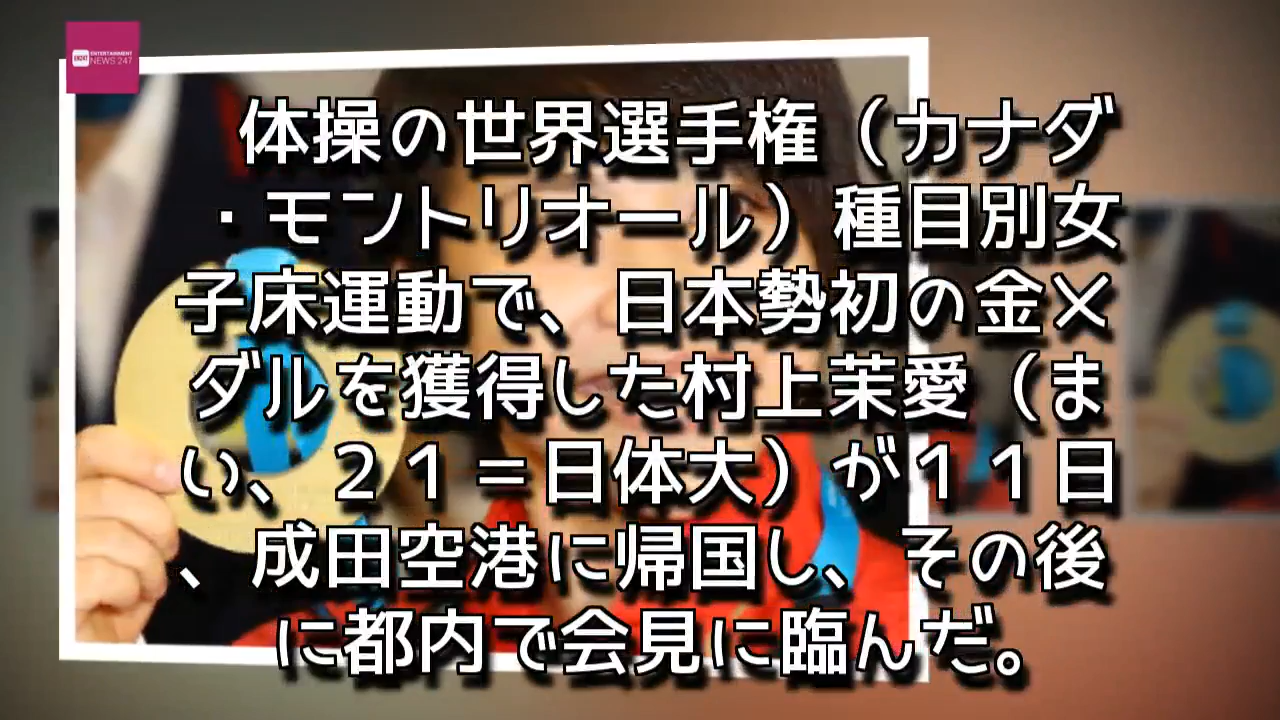 EN247 ENTERTAINMENT
NEWS 247
体操の世界選手権（カナダ
・モントリオール）種目別女
子床運動で、日本勢初の金メ
ダルを獲得した村上茉愛（ま
い、２１＝日体大）が１１日
、成田空港に帰国し、その後
に都内で会見に臨んだ。